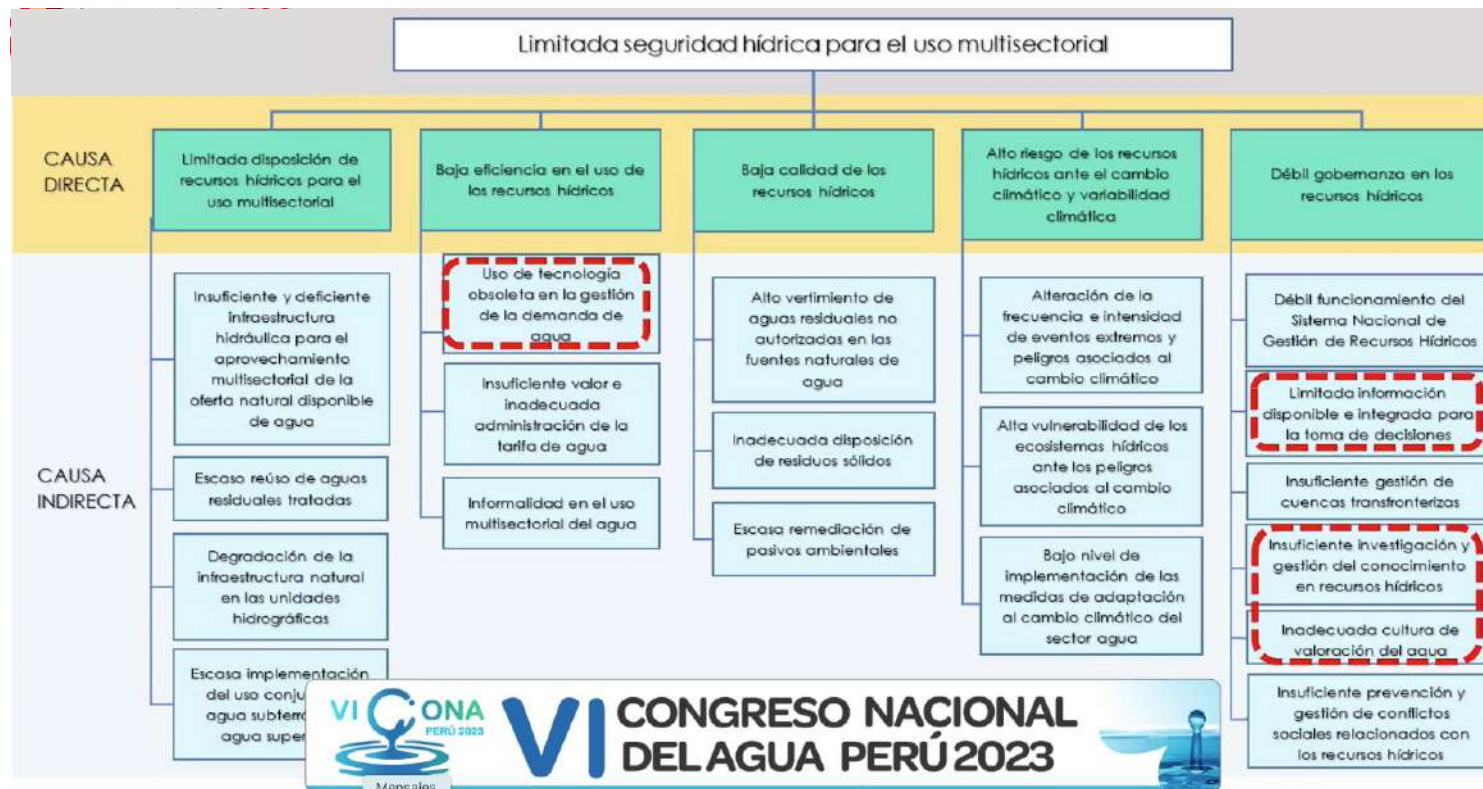 Limitada seguridad hídrica para el uso multisectorial
CAUSA
DIRECTA
Limitada disposición de
recursos hídricos para el
uso multisectorial
Baja eficiencia en el uso de
los recursos hídricos
Baja calidad de los
recursos hídricos
Alto riesgo de los recursos
hídricos ante el cambio
climático y variabilidad
climática
Débil gobernanza en los
recursos hídricos
CAUSA
INDIRECTA
Insuficiente y deficiente
infraestructura
hidráulica para el
aprovechamiento
multisectorial de la
oferta natural disponible
de agua
Escaso reúso de aguas
residuales tratadas
Degradación de la
infraestructura natural
en las unidades
hidrográficas
Escasa implementación
del uso
agua
agua
Uso de tecnología
obsoleta en la gestión
de la demanda de
agua
Insuficiente valor e
inadecuada
administración de la
tarifa de agua
Informalidad en el uso
multisectorial del agua
Alto vertimiento de
aguas residuales no
autorizadas en las
fuentes naturales de
agua
Inadecuada disposición
de residuos sólidos
Escasa remediación de
pasivos ambientales
Alteración de la
frecuencia e intensidad
de eventos extremos y
peligros asociados al
cambio climático
Alta vulnerabilidad de los
ecosistemas hídricos
ante los peligros
asociados al cambio
climático
Bajo nivel de
implementación de las
medidas de adaptación
al cambio climático del
sector agua
Débil funcionamiento del
Sistema Nacional de
Gestión de Recursos Hídricos
Limitada información
disponible e integrada para
la toma de decisiones
Insuficiente gestión de
cuencas transfronterizas
Insuficiente investigación y
gestión del conocimiento
en recursos hídricos
Inadecuada cultura de
valoración del agua
Insuficiente prevención y
gestión de conflictos
sociales relacionados con
los recursos hídricos
VI CONA
PERÚ 2023
VI CONGRESO NACIONAL
DEL AGUA PERÚ 2023
Mensajes